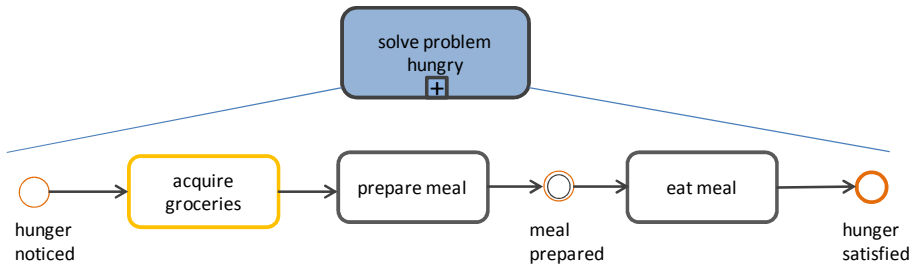 solve problem
hungry
acquire
groceries
prepare meal
eat meal
hunger
noticed
meal
prepared
hunger
satisfied